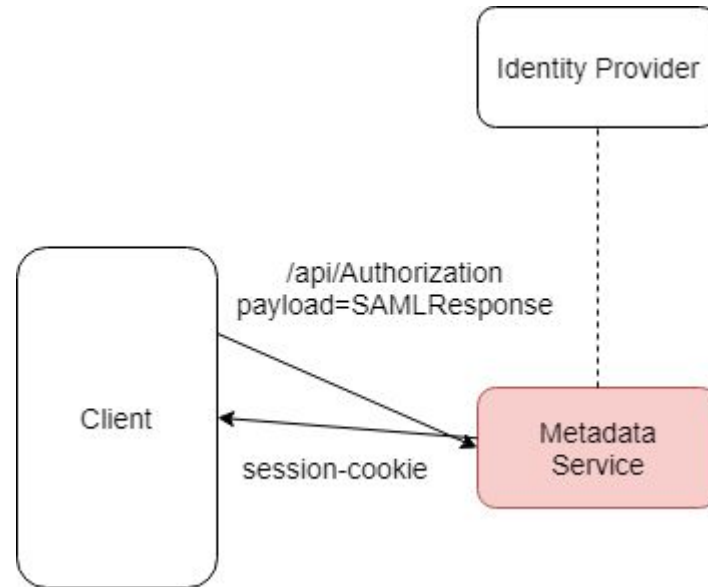 Identity Provider
/api/Authorization
payload=SAMLResponse
Client
Metadata
Service
session-cookie